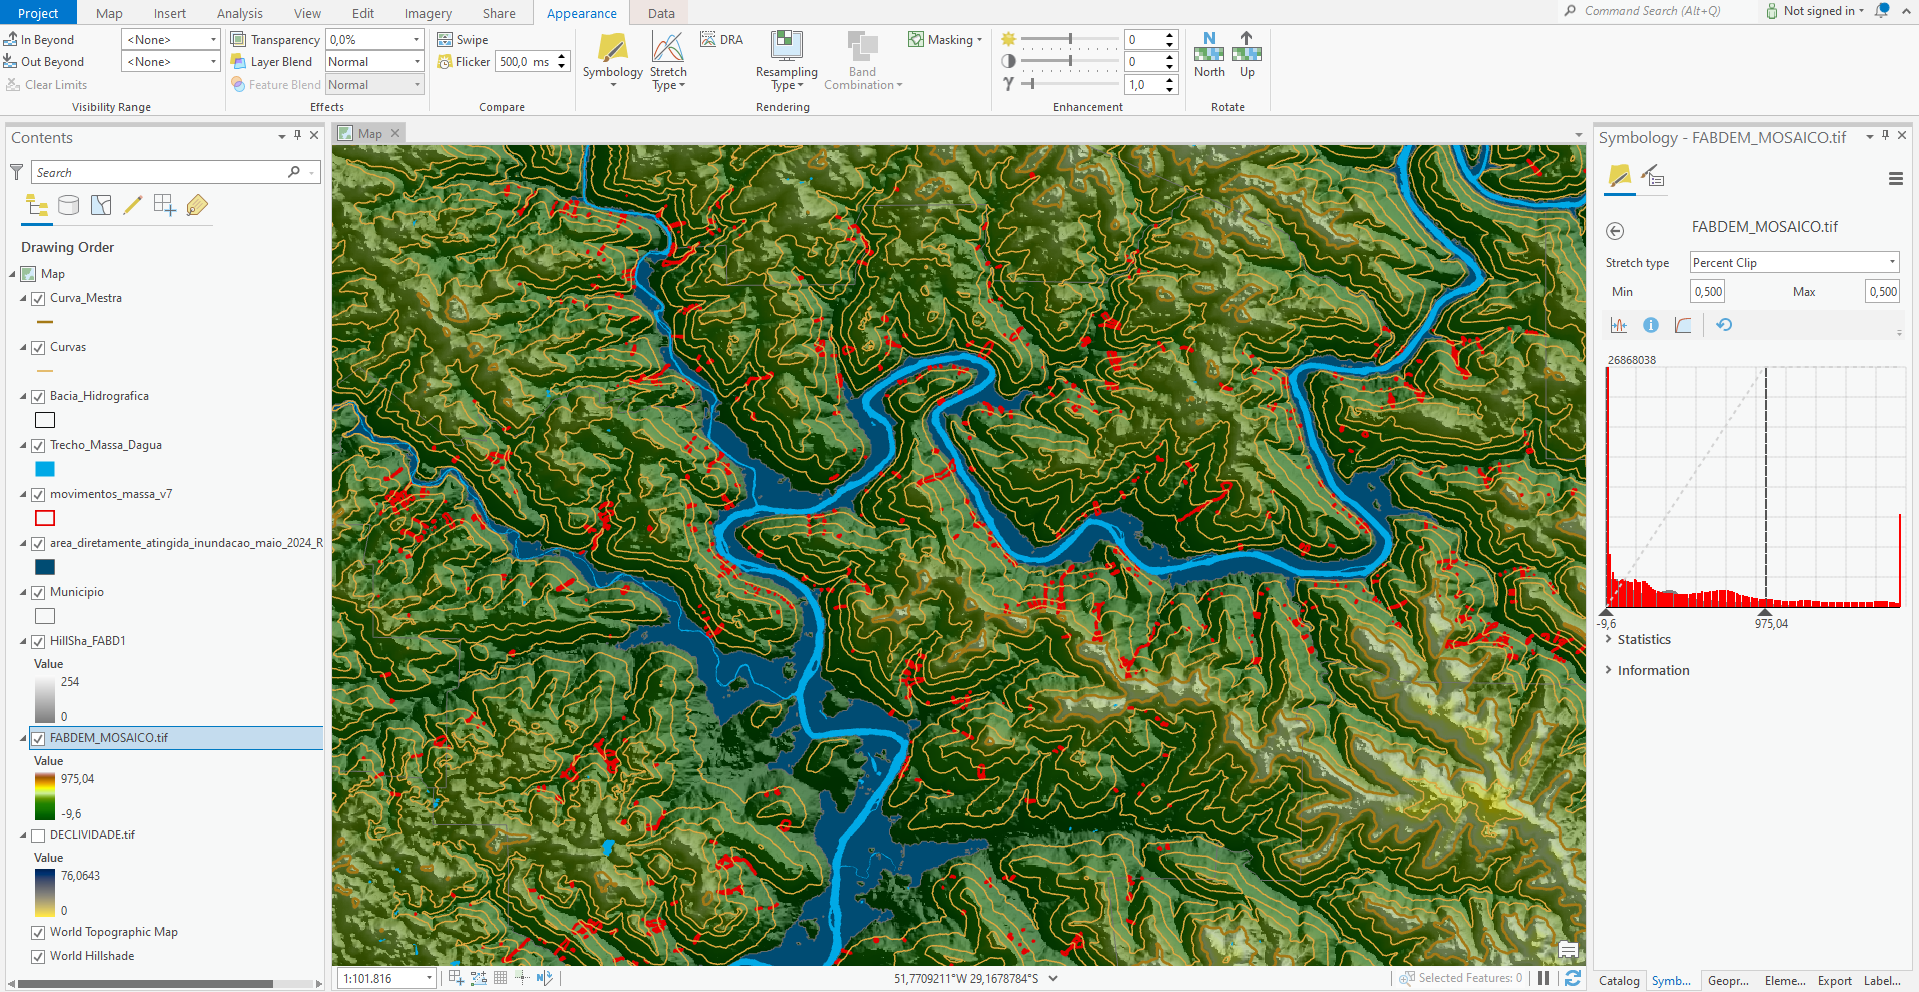 Project Map Insert Analysis View Edit Imagery Share Appearance Data Command Search (Alt+Q) Not signed in
In Beyond <None>
Out Beyond <None>
Clear Limits
Visibility Range
Transparency 0,0%
Layer Blend Normal
Feature Blend Normal
Effects
Swipe
Flicker 500,0 ms
Compare
Symbology
Stretch Type
DRA
Resampling Type
Band Combination
Masking
Rendering
0
0
1,0
Enhancement
North
Up
Rotate
Contents
Search
Drawing Order
Map
Curva_Mestra
Curvas
Bacia_Hidrografica
Trecho_Massa_Dagua
movimentos_massa_v7
area_diretamente_atingida_inundacao_maio_2024_R
Municipio
HillSha_FABD1
Value
254
0
FABDEM_MOSAICO.tif
Value
975,04
-9,6
DECLIVIDADE.tif
Value
76,0643
0
World Topographic Map
World Hillshade
Map
1:101.816
51,7709211°W 29,1678784°S
Selected Features: 0
Symbology - FABDEM_MOSAICO.tif
FABDEM_MOSAICO.tif
Stretch type Percent Clip
Min 0,500 Max 0,500
26868038
-9,6 975,04
Statistics
Information
Catalog Symb... Geopr... Eleme... Export Label...